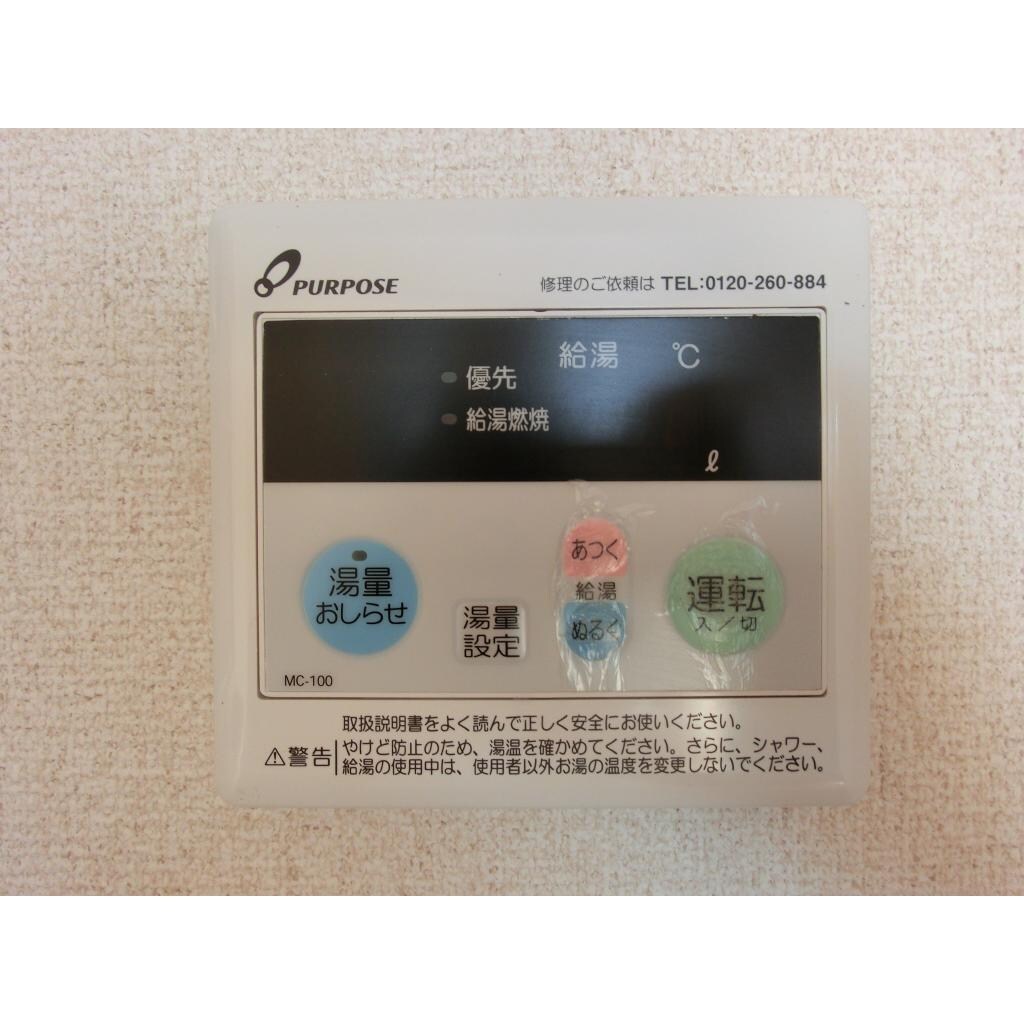 PURPOSE
修理のご依頼は TEL:0120-260-884
給湯 ℃
優先
給湯燃焼
ℓ
湯量
おしらせ
湯量
設定
あつく
給湯
ぬるく
運転
入／切
MC-100
取扱説明書をよく読んで正しく安全にお使いください。
⚠警告
やけど防止のため、湯温を確かめてください。さらに、シャワー、
給湯の使用中は、使用者以外お湯の温度を変更しないでください。